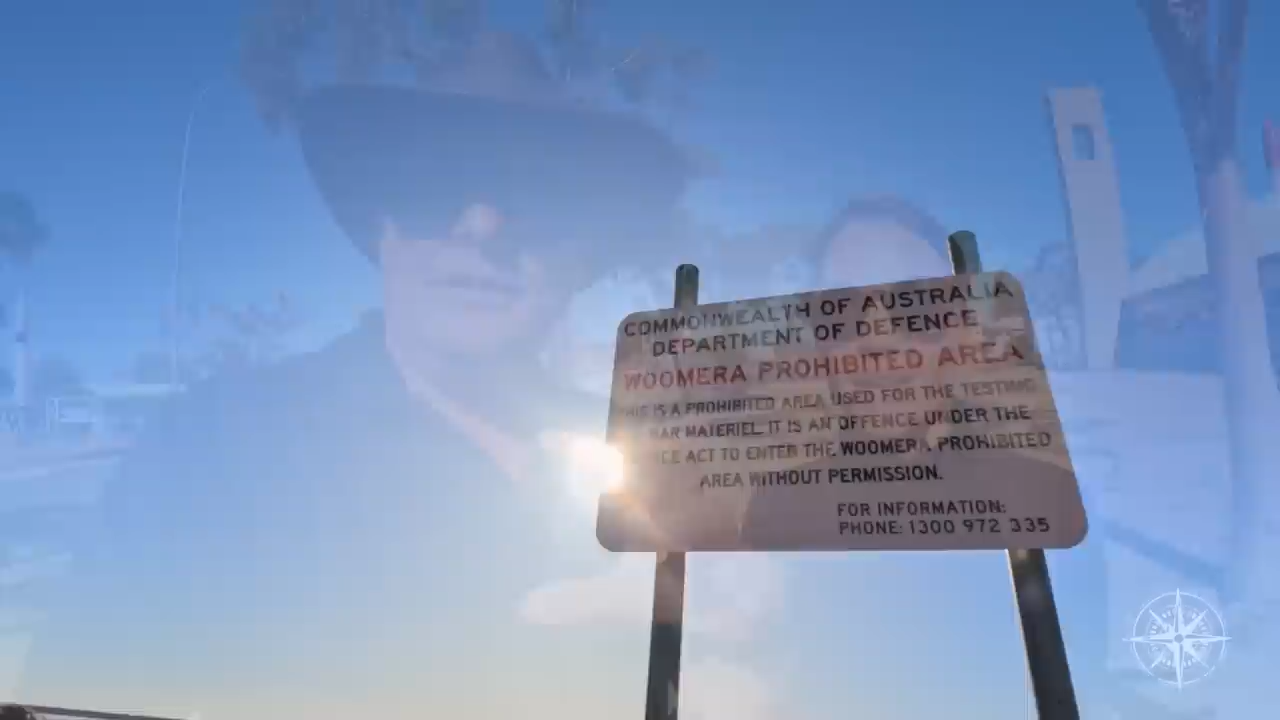 COMMONWEALTH OF AUSTRALIA
DEPARTMENT OF DEFENCE
WOOMERA PROHIBITED AREA
IS A PROHIBITED AREA USED FOR THE TESTING
WAR MATERIEL. IT IS AN OFFENCE UNDER THE
ACT TO ENTER THE WOOMERA PROHIBITED
AREA WITHOUT PERMISSION.
FOR INFORMATION:
PHONE: 1300 972 335